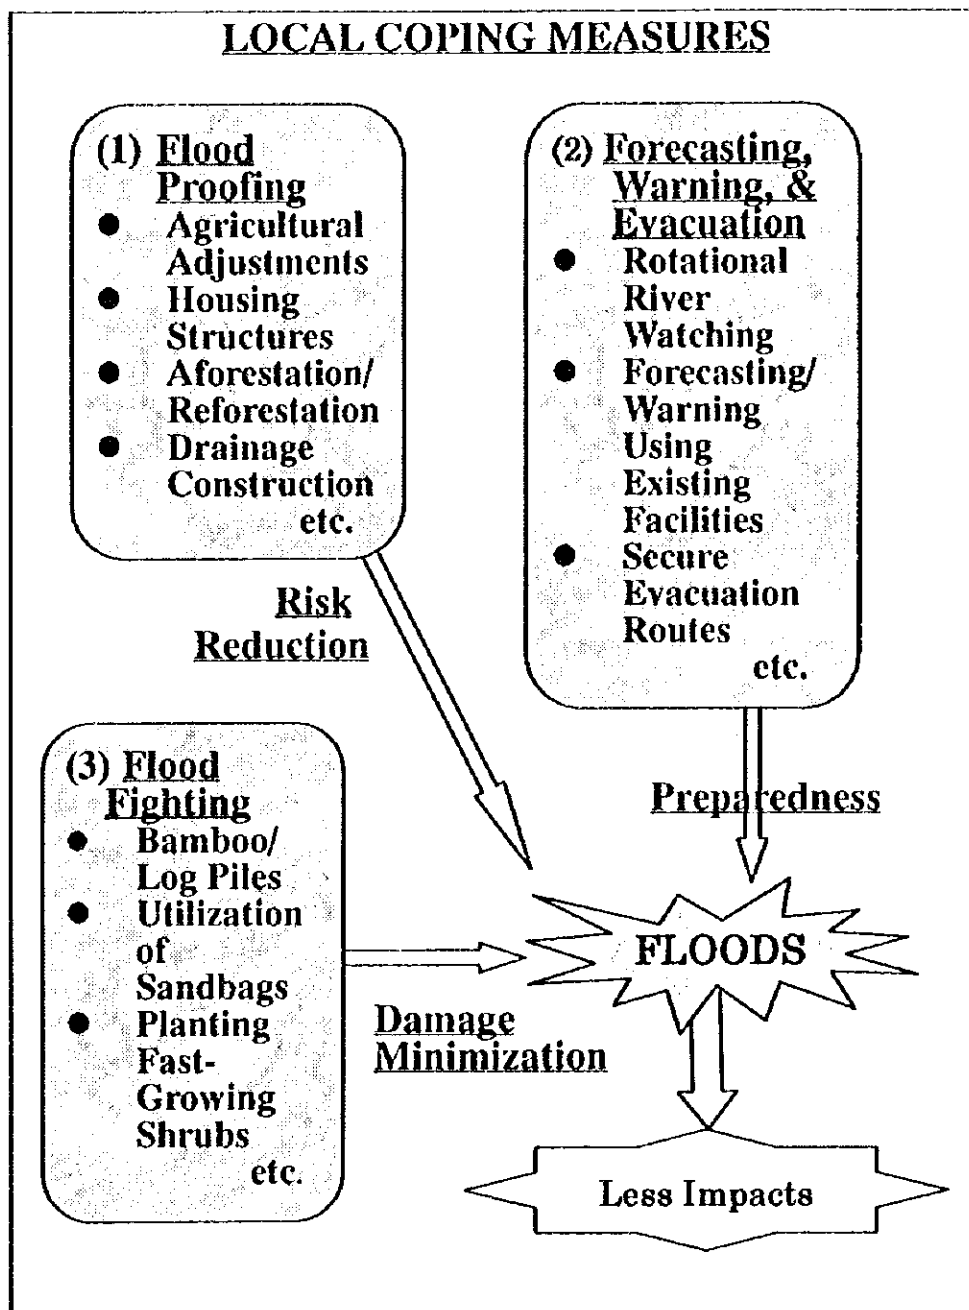 LOCAL COPING MEASURES
(1) Flood
Proofing
● Agricultural
Adjustments
● Housing
Structures
● Aforestation/
Reforestation
● Drainage
Construction
etc.
(2) Forecasting,
Warning, &
Evacuation
● Rotational
River
Watching
● Forecasting/
Warning
Using
Existing
Facilities
● Secure
Evacuation
Routes
etc.
Risk
Reduction
(3) Flood
Fighting
● Bamboo/
Log Piles
● Utilization
of
Sandbags
● Planting
Fast-
Growing
Shrubs
etc.
Preparedness
FLOODS
Damage
Minimization
Less Impacts